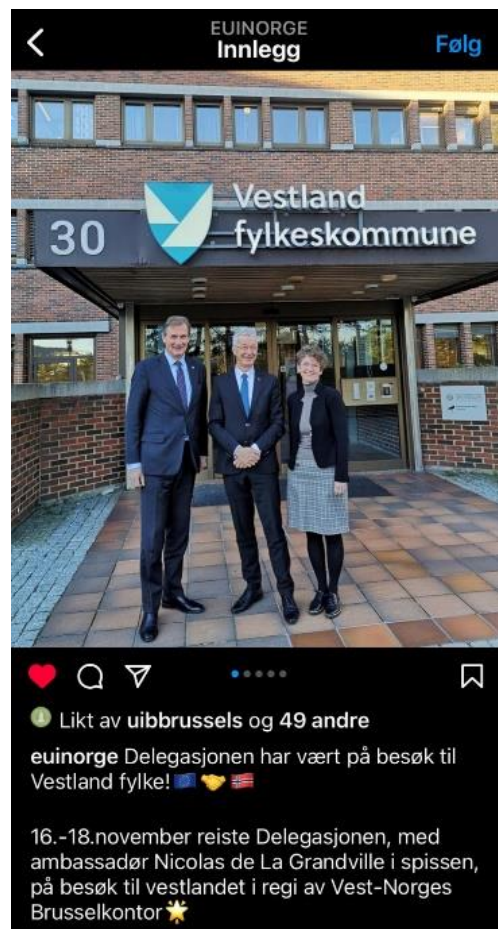 EUINORGE
Innlegg
Følg
30
Vestland
fylkeskommune
Likt av uibbrussels og 49 andre
euinorge Delegasjonen har vært på besøk til
Vestland fylke!🇪🇺🤝🇳🇴
16.-18.november reiste Delegasjonen, med
ambassadør Nicolas de La Grandville i spissen,
på besøk til vestlandet i regi av Vest-Norges
Brusselkontor🌟